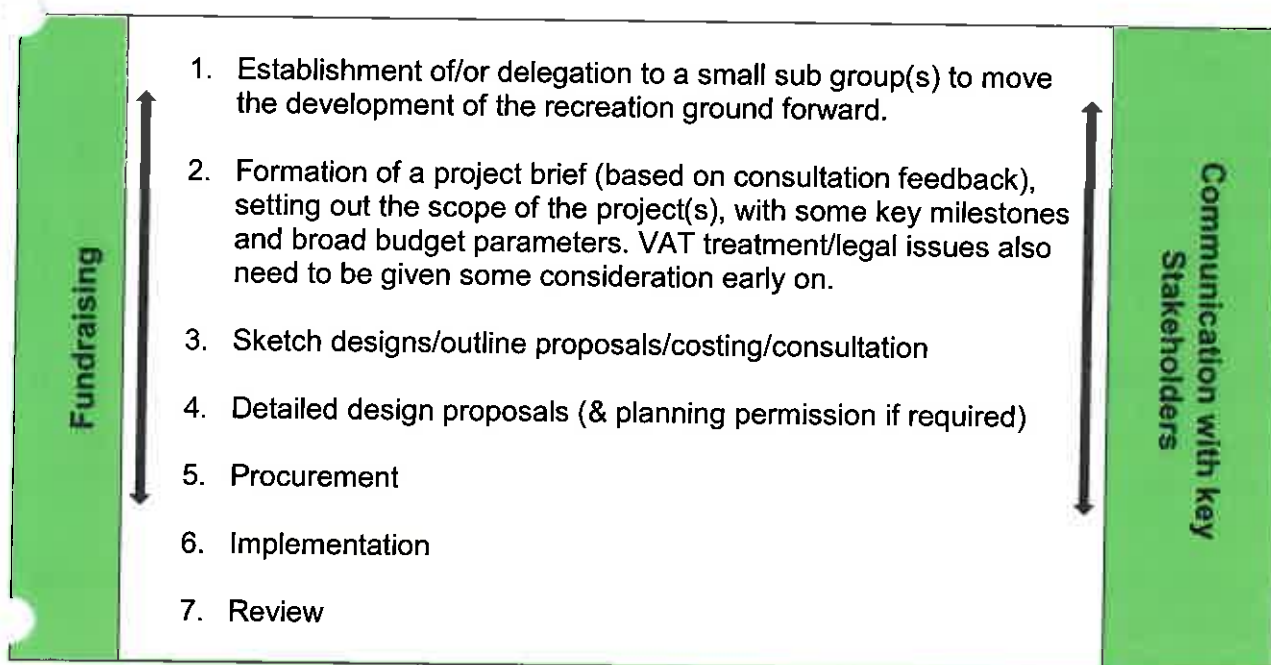 Fundraising
1. Establishment of/or delegation to a small sub group(s) to move
the development of the recreation ground forward.
2. Formation of a project brief (based on consultation feedback),
setting out the scope of the project(s), with some key milestones
and broad budget parameters. VAT treatment/legal issues also
need to be given some consideration early on.
3. Sketch designs/outline proposals/costing/consultation
4. Detailed design proposals (& planning permission if required)
5. Procurement
6. Implementation
7. Review
Communication with key
Stakeholders